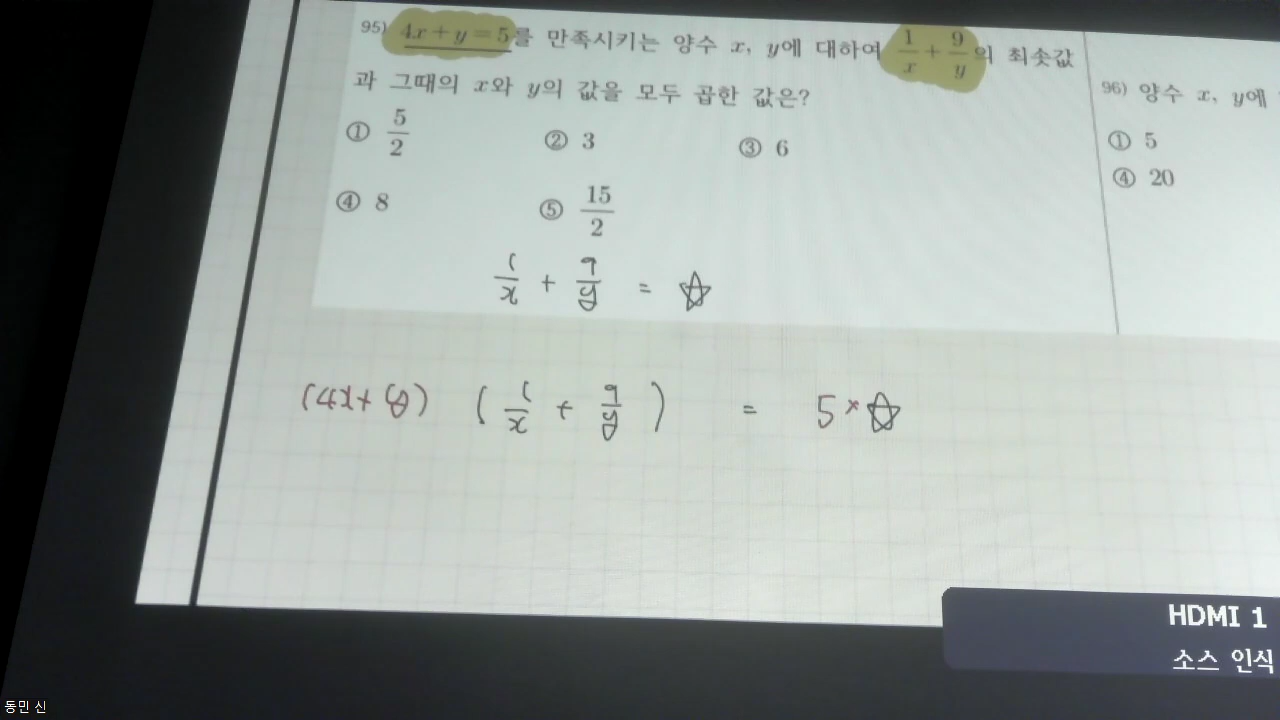 95) 4x + y = 5를 만족시키는 양수 x, y에 대하여 1/x + 9/y의 최솟값
과 그때의 x와 y의 값을 모두 곱한 값은?
① 5/2 ② 3 ③ 6
④ 8 ⑤ 15/2
96) 양수 x, y에
① 5
④ 20
1/x + 9/y = ☆
(4x+y) (1/x + 9/y) = 5×☆
HDMI 1
소스 인식
동민 신